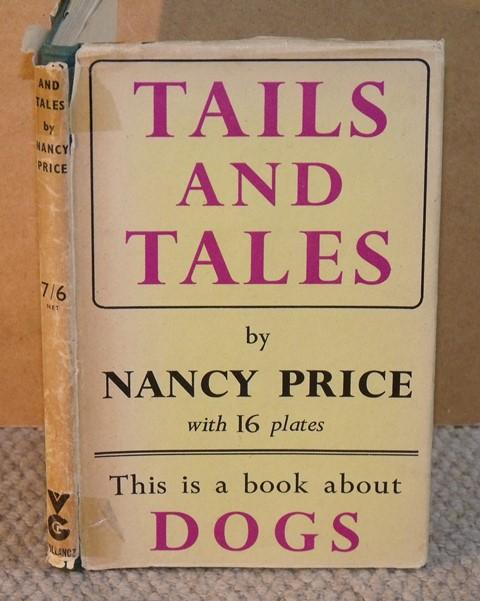 AND
TALES
by
NANCY
PRICE
7/6
NET
VG
TAILS
AND
TALES
by
NANCY PRICE
with 16 plates
This is a book about
DOGS